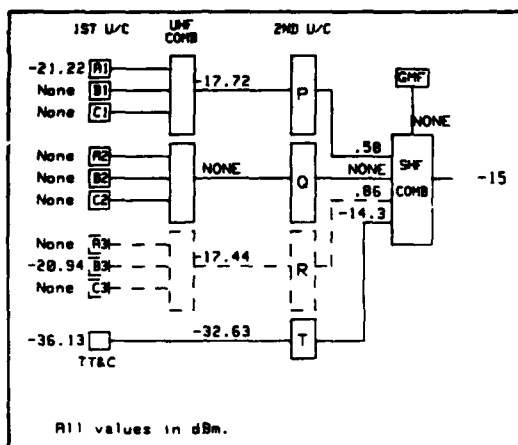 1ST U/C UHF COMB 2ND U/C
-21.22 A1
None B1
None C1
-17.72
P
GMF
NONE
None A2
None B2
None C2
NONE
Q
.58
NONE
.86
-14.3
SHF COMB
-15
None A3
-20.94 B3
None C3
-17.44
R
-36.13
TT&C
-32.63
T
All values in dBm.